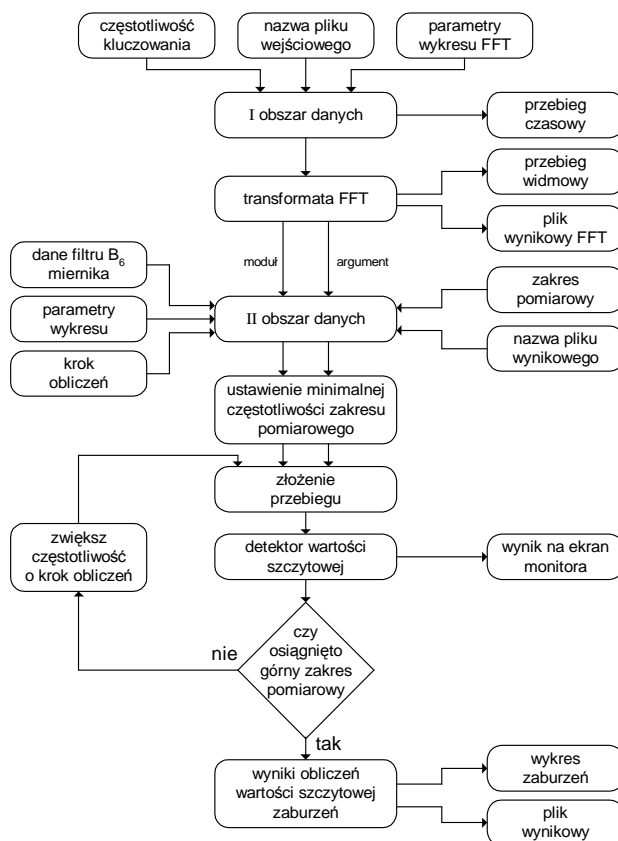 częstotliwość
kluczowania
nazwa pliku
wejściowego
parametry
wykresu FFT
I obszar danych
przebieg
czasowy
transformata FFT
przebieg
widmowy
plik
wynikowy FFT
moduł
argument
dane filtru B6
miernika
parametry
wykresu
krok
obliczeń
II obszar danych
zakres
pomiarowy
nazwa pliku
wynikowego
ustawienie minimalnej
częstotliwości zakresu
pomiarowego
złożenie
przebiegu
zwiększ
częstotliwość
o krok obliczeń
detektor wartości
szczytowej
wynik na ekran
monitora
czy
osiągnięto
górny zakres
pomiarowy
nie
tak
wyniki obliczeń
wartości szczytowej
zaburzeń
wykres
zaburzeń
plik
wynikowy